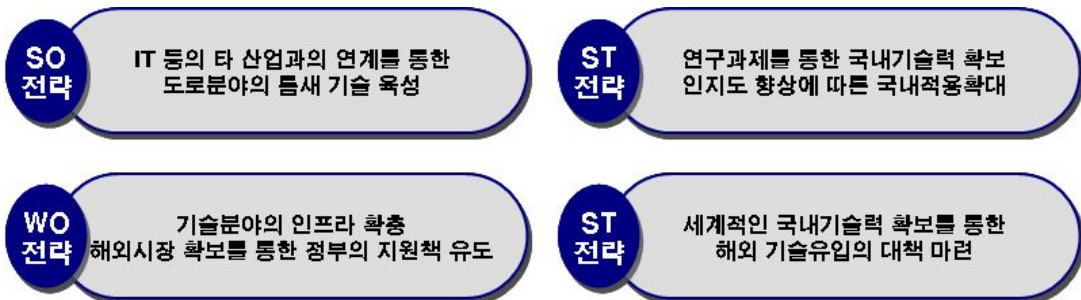 SO
전략
IT 등의 타 산업과의 연계를 통한
도로분야의 틈새 기술 육성
ST
전략
연구과제를 통한 국내기술력 확보
인지도 향상에 따른 국내적용확대
WO
전략
기술분야의 인프라 확충
해외시장 확보를 통한 정부의 지원책 유도
ST
전략
세계적인 국내기술력 확보를 통한
해외 기술유입의 대책 마련